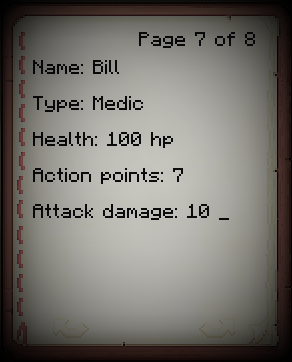 Page 7 of 8
Name: Bill
Type: Medic
Health: 100 hp
Action points: 7
Attack damage: 10 _